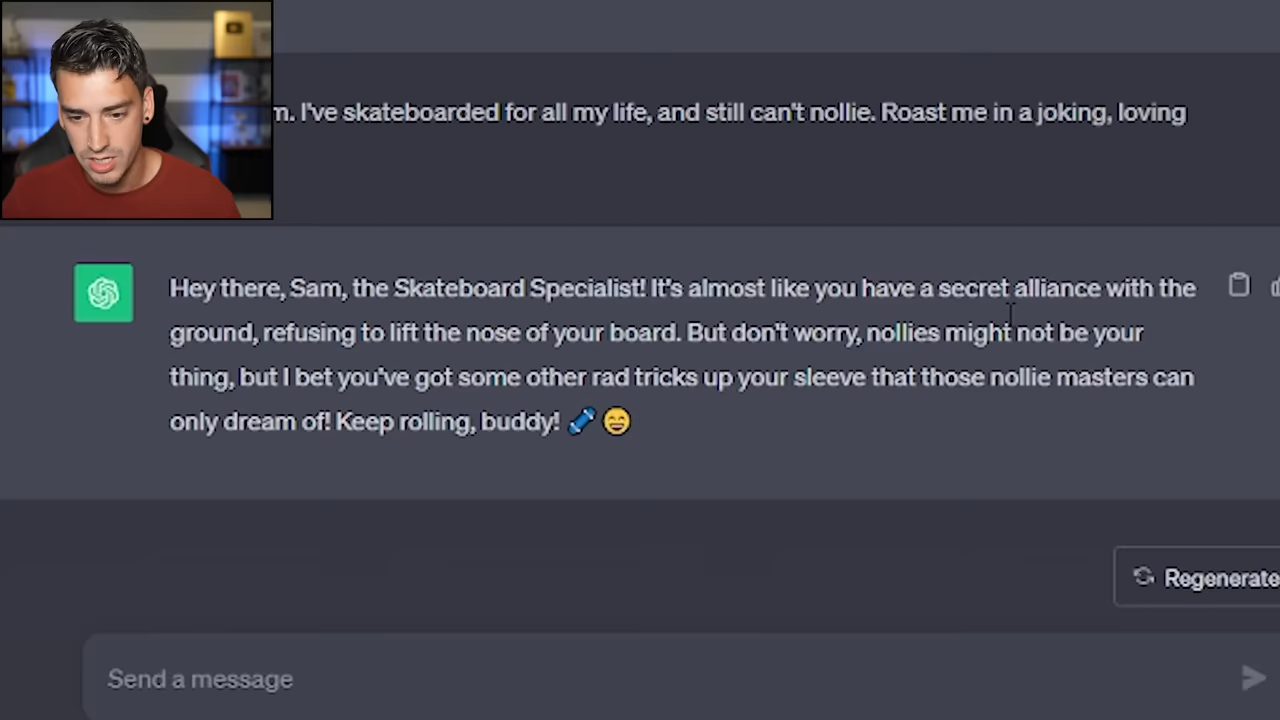 m. I've skateboarded for all my life, and still can't nollie. Roast me in a joking, loving
Hey there, Sam, the Skateboard Specialist! It's almost like you have a secret alliance with the
ground, refusing to lift the nose of your board. But don't worry, nollies might not be your
thing, but I bet you've got some other rad tricks up your sleeve that those nollie masters can
only dream of! Keep rolling, buddy!
Regenerate
Send a message